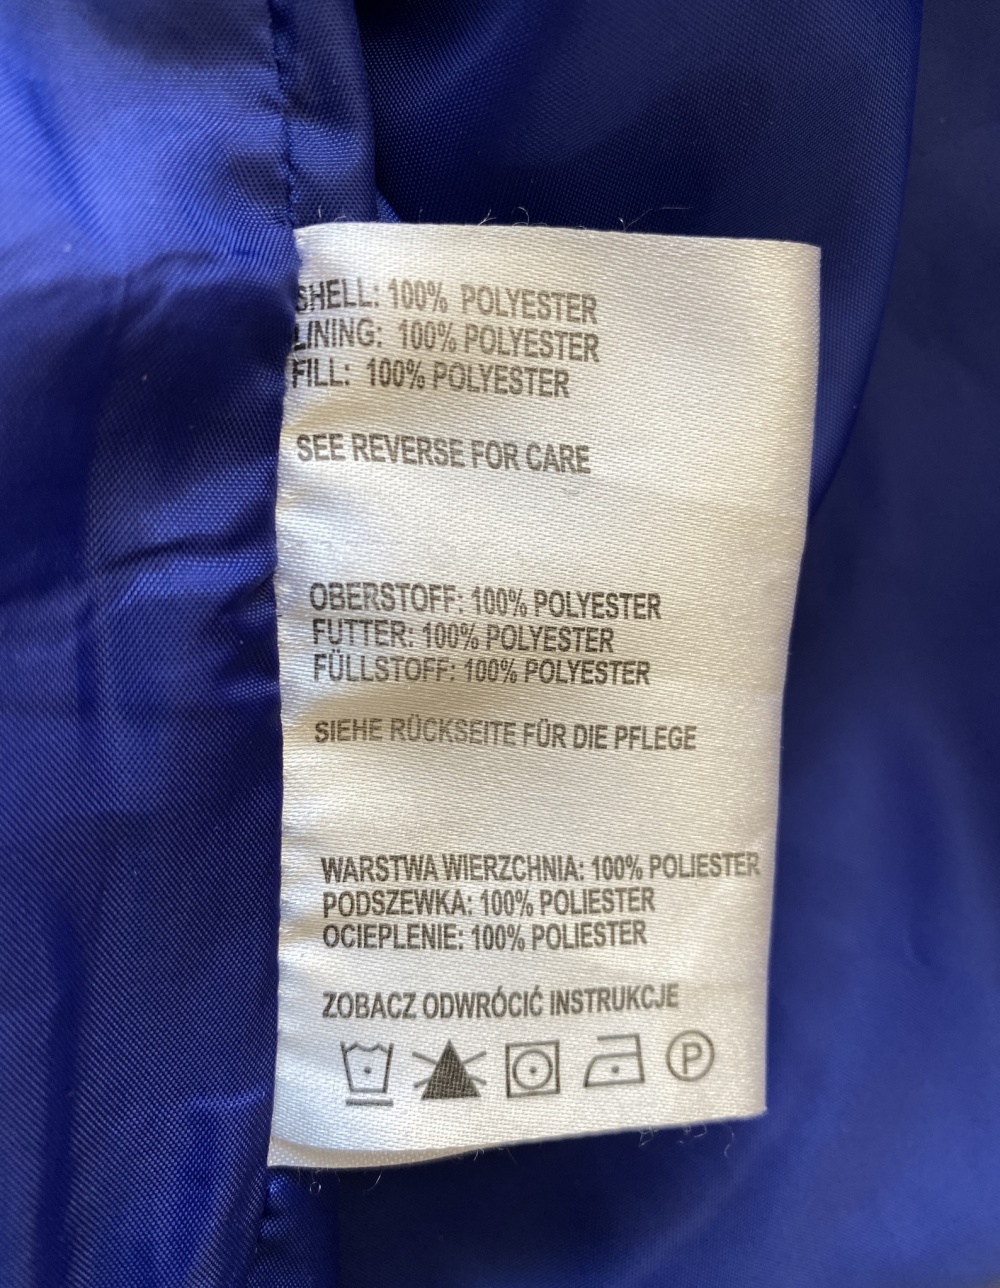 SHELL: 100% POLYESTER
LINING: 100% POLYESTER
FILL: 100% POLYESTER
SEE REVERSE FOR CARE
OBERSTOFF: 100% POLYESTER
FUTTER: 100% POLYESTER
FÜLLSTOFF: 100% POLYESTER
SIEHE RÜCKSEITE FÜR DIE PFLEGE
WARSTWA WIERZCHNIA: 100% POLIESTER
PODSZEWKA: 100% POLIESTER
OCIEPLENIE: 100% POLIESTER
ZOBACZ ODWRÓCIĆ INSTRUKCJE
P